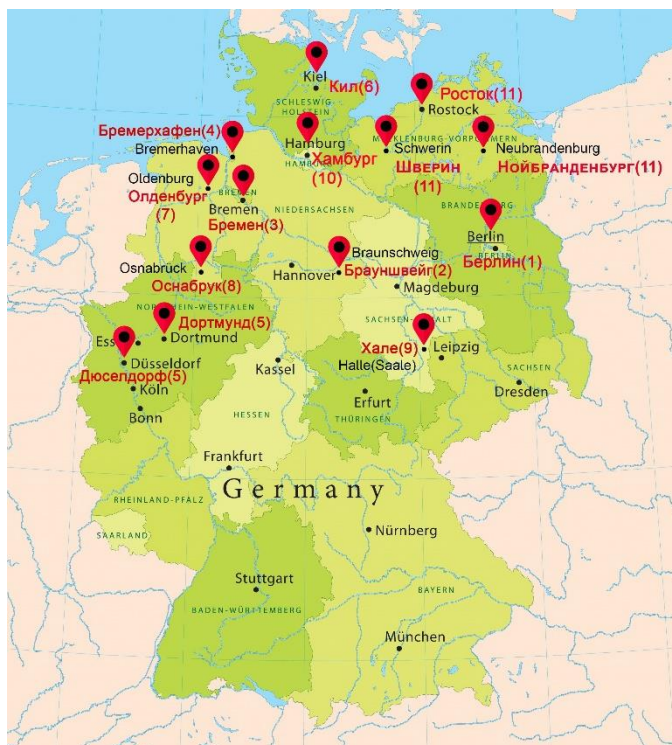 Kiel
Кил(6)
SCHLESWIG
HOLSTEIN
Росток(11)
Rostock
Бремерхафен(4)
Bremerhaven
Hamburg
HAMBURG
Хамбург
(10)
MECKLENBURG-VORPOMMERN
Schwerin
Шверин
(11)
Neubrandenburg
Нойбранденбург(11)
Oldenburg
Олденбург
(7)
BREMEN
Bremen
Бремен(3)
NIEDERSACHSEN
BRANDENBURG
Berlin
BERLIN
Берлин(1)
Osnabruck
Оснабрук(8)
Hannover
Braunschweig
Брауншвейг(2)
Magdeburg
SACHSEN-ANHALT
NORDRHEIN-WESTFALEN
Дортмунд(5)
Dortmund
Ess
Düsseldorf
Дюселдорф(5)
Köln
Bonn
Kassel
Хале(9)
Halle(Saale)
Leipzig
SACHSEN
Dresden
Erfurt
THÜRINGEN
HESSEN
Frankfurt
Germany
RHEINLAND-PFALZ
SAARLAND
Nürnberg
Stuttgart
BADEN-WÜRTTEMBERG
BAYERN
München